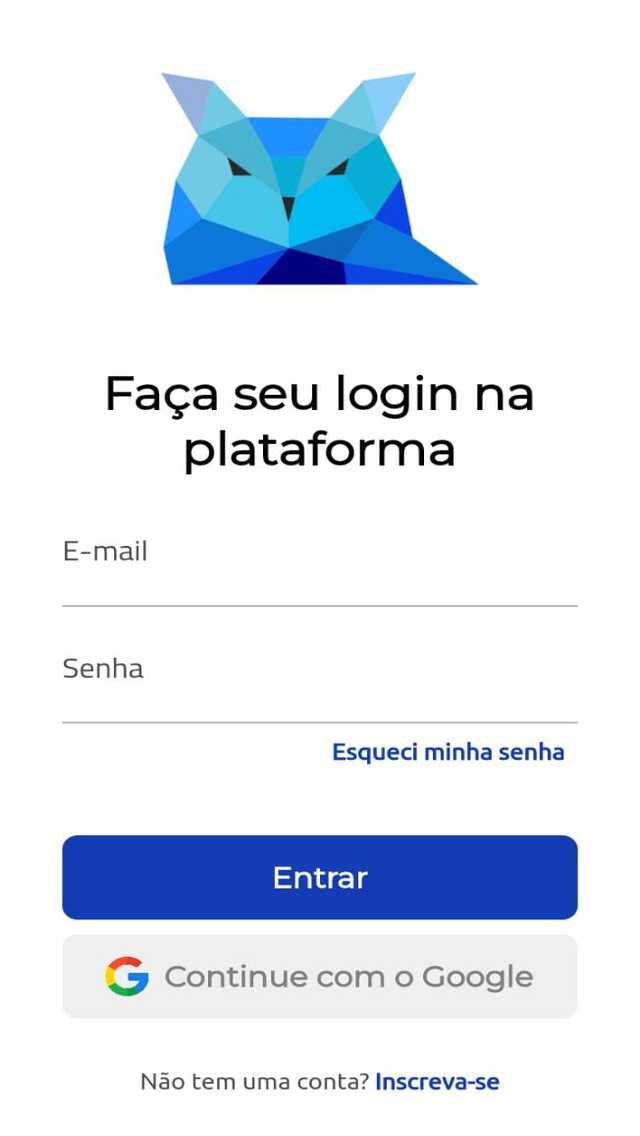 Faça seu login na
plataforma
E-mail
Senha
Esqueci minha senha
Entrar
Continue com o Google
Não tem uma conta? Inscreva-se